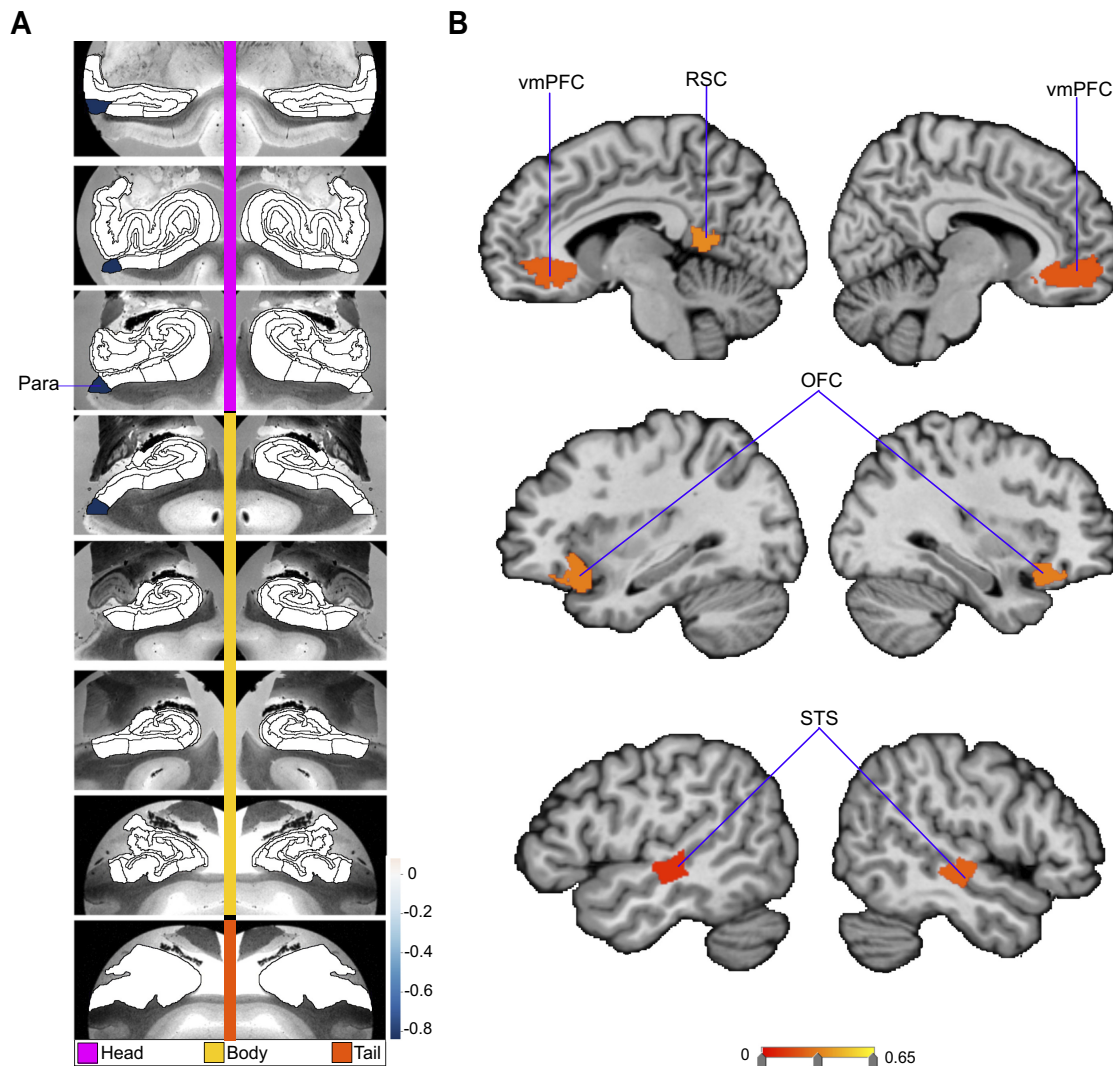 A
B
vmPFC
RSC
vmPFC
Para
OFC
STS
0
-0.2
-0.4
-0.6
-0.8
Head Body Tail
0 0.65